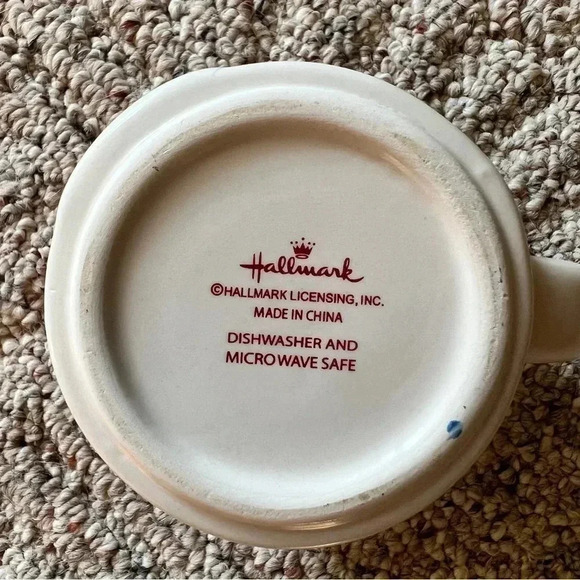 Hallmark
©HALLMARK LICENSING, INC.
MADE IN CHINA
DISHWASHER AND
MICROWAVE SAFE